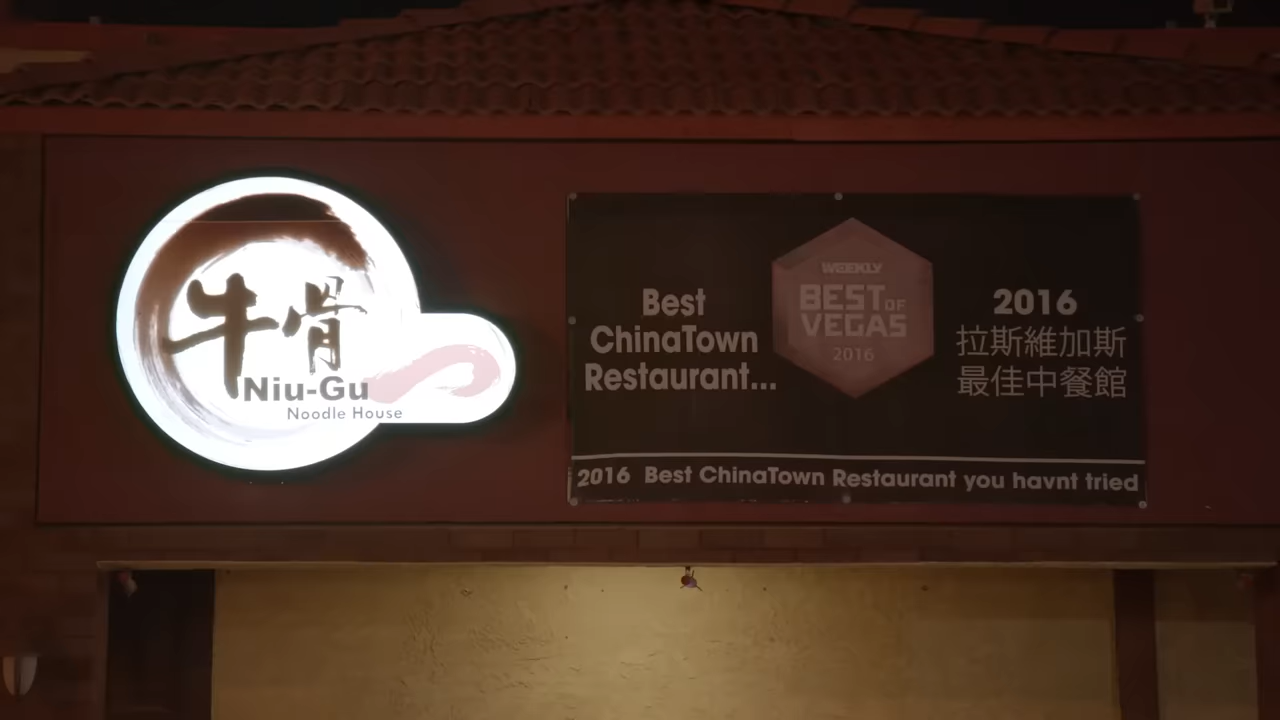 牛骨
Niu-Gu
Noodle House
Best
ChinaTown
Restaurant...
WEEKLY
BEST OF
VEGAS
2016
2016
拉斯維加斯
最佳中餐館
2016 Best ChinaTown Restaurant you havnt tried